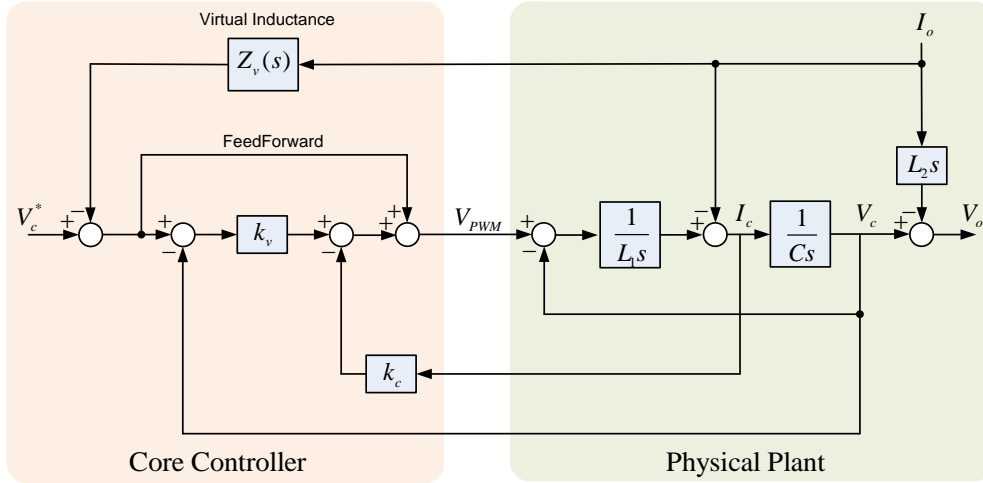 Virtual Inductance
I_o
Z_v(s)
FeedForward
L_2 s
V_c^*
+
−
+
−
k_v
+
−
+
+
V_PWM
+
−
1
L_1 s
+
−
I_c
1
Cs
V_c
+
−
V_o
k_c
Core Controller
Physical Plant